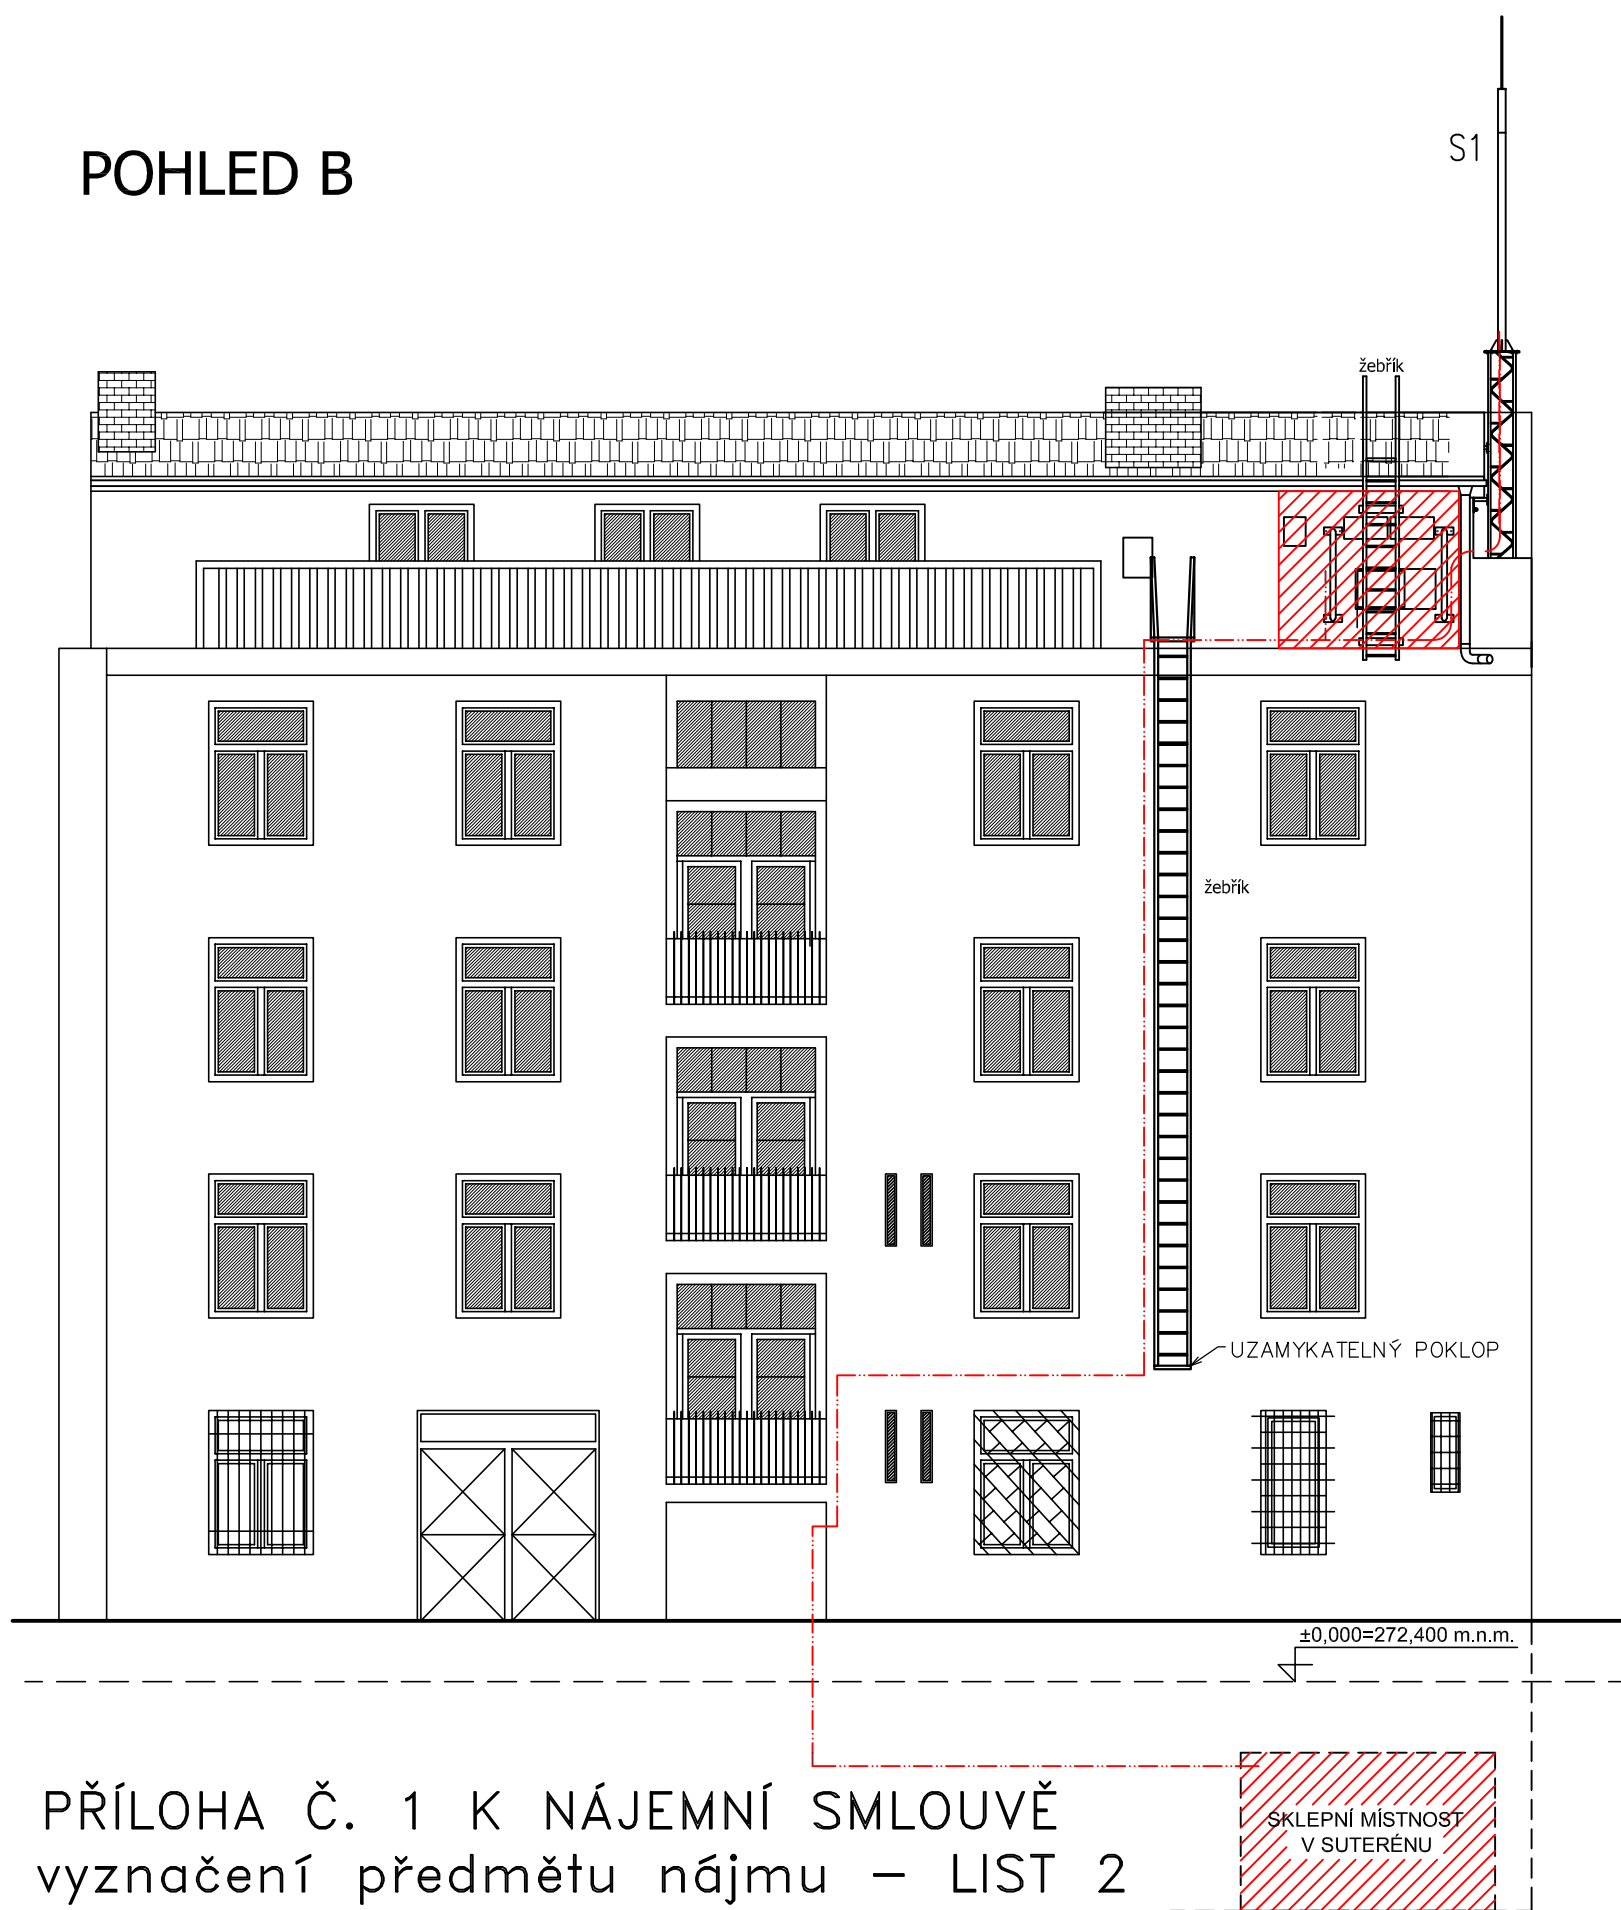 S1
POHLED B
žebřík
žebřík
UZAMYKATELNÝ POKLOP
±0,000=272,400 m.n.m.
PŘÍLOHA Č. 1 K NÁJEMNÍ SMLOUVĚ
vyznačení předmětu nájmu – LIST 2
SKLEPNÍ MÍSTNOST
V SUTERÉNU